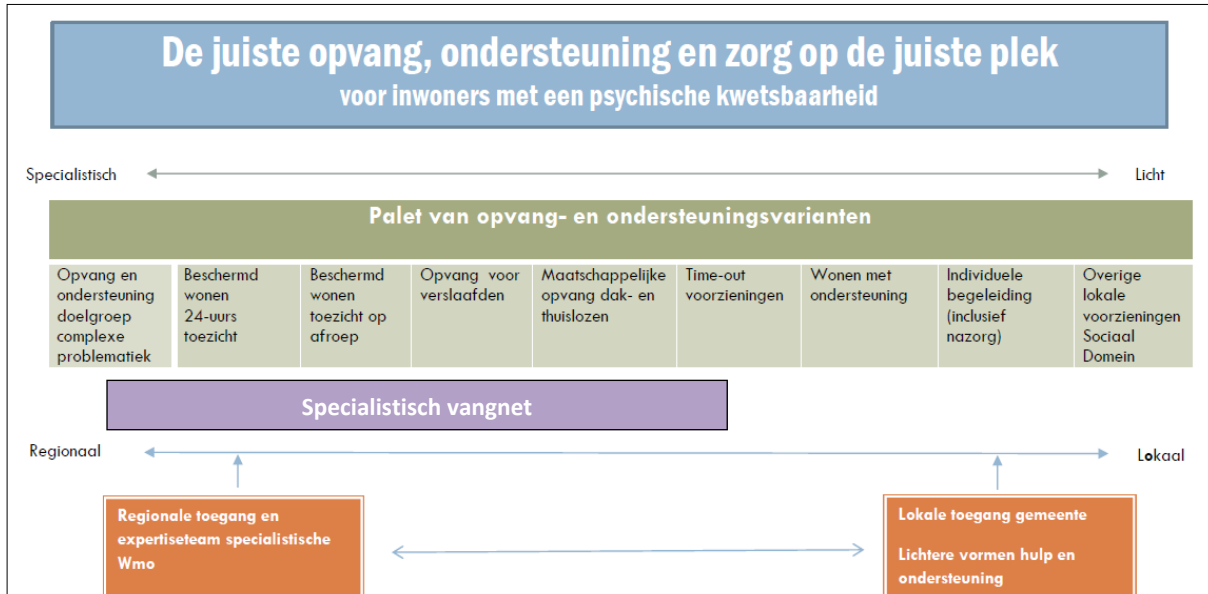 De juiste opvang, ondersteuning en zorg op de juiste plek
voor inwoners met een psychische kwetsbaarheid
Specialistisch
Licht
Palet van opvang- en ondersteuningsvarianten
Opvang en
ondersteuning
doelgroep
complexe
problematiek
Beschermd
wonen
24-uurs
toezicht
Beschermd
wonen
toezicht op
afroep
Opvang voor
verslaafden
Maatschappelijke
opvang dak- en
thuislozen
Time-out
voorzieningen
Wonen met
ondersteuning
Individuele
begeleiding
(inclusief
nazorg)
Overige
lokale
voorzieningen
Sociaal
Domein
Specialistisch vangnet
Regionaal
Lokaal
Regionale toegang en
expertiseteam specialistische
Wmo
Lokale toegang gemeente
Lichtere vormen hulp en
ondersteuning